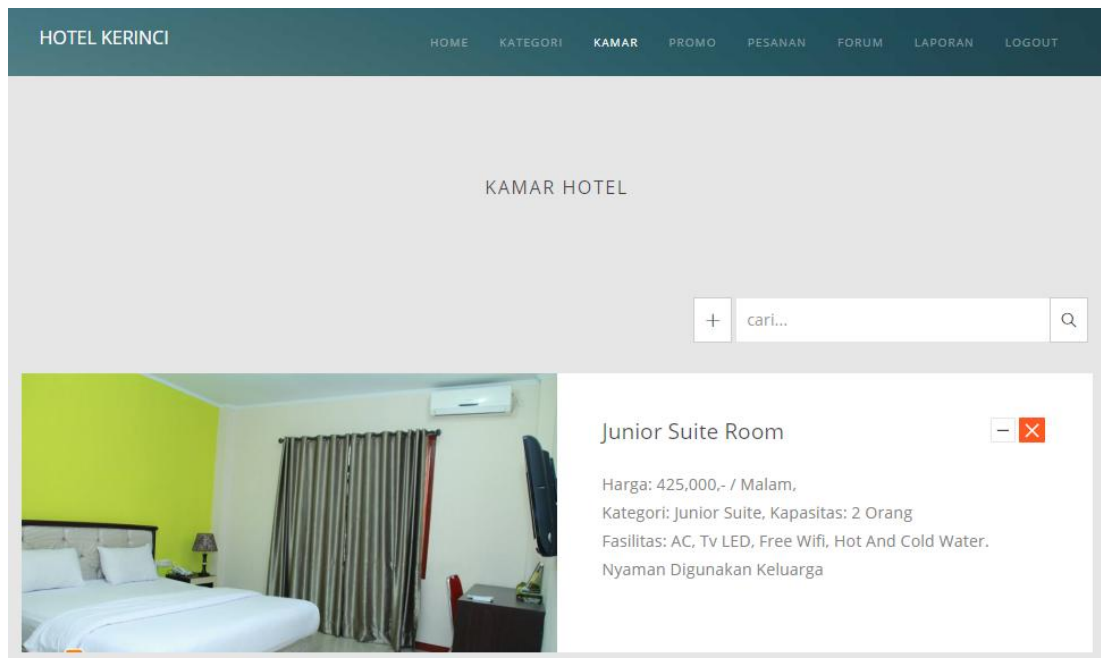 HOTEL KERINCI
HOME KATEGORI KAMAR PROMO PESANAN FORUM LAPORAN LOGOUT
KAMAR HOTEL
cari...
Junior Suite Room
Harga: 425,000,- / Malam,
Kategori: Junior Suite, Kapasitas: 2 Orang
Fasilitas: AC, Tv LED, Free Wifi, Hot And Cold Water.
Nyaman Digunakan Keluarga